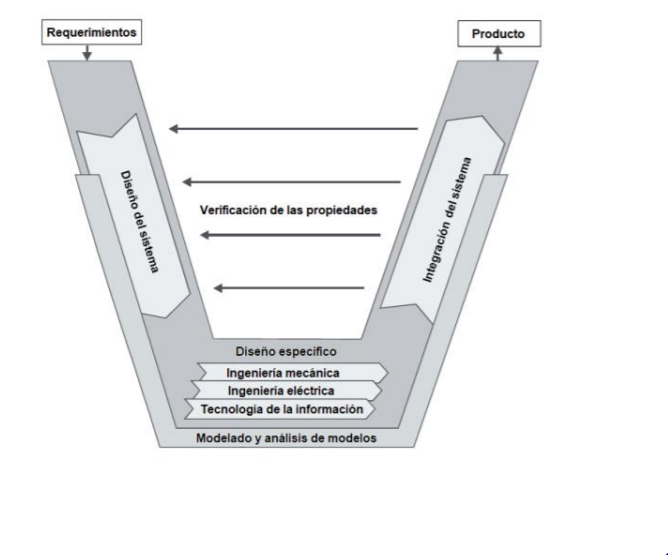 Requerimientos
Producto
Diseño del sistema
Verificación de las propiedades
Integración del sistema
Diseño especifico
Ingeniería mecánica
Ingeniería eléctrica
Tecnología de la información
Modelado y análisis de modelos